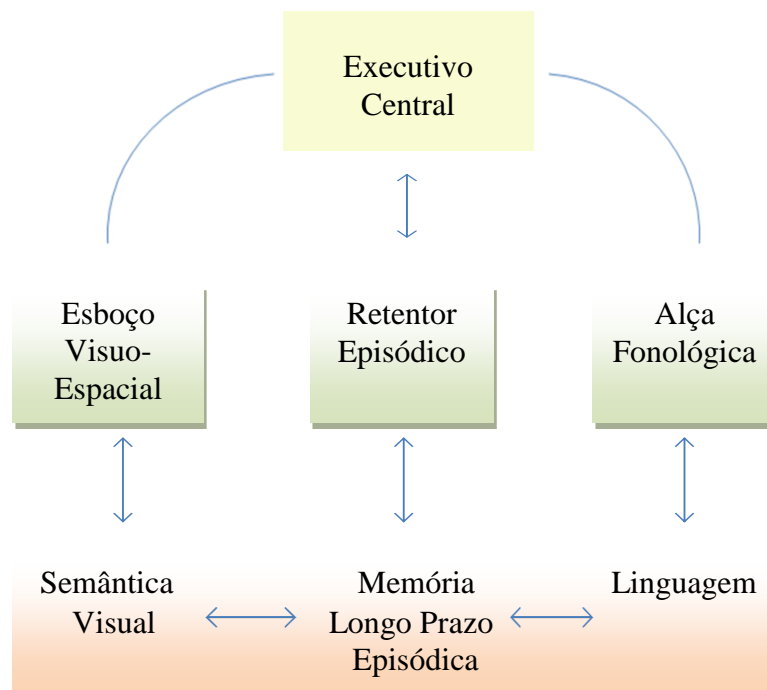 Executivo
Central
Esboço
Visuo-
Espacial
Retentor
Episódico
Alça
Fonológica
Semântica
Visual
Memória
Longo Prazo
Episódica
Linguagem